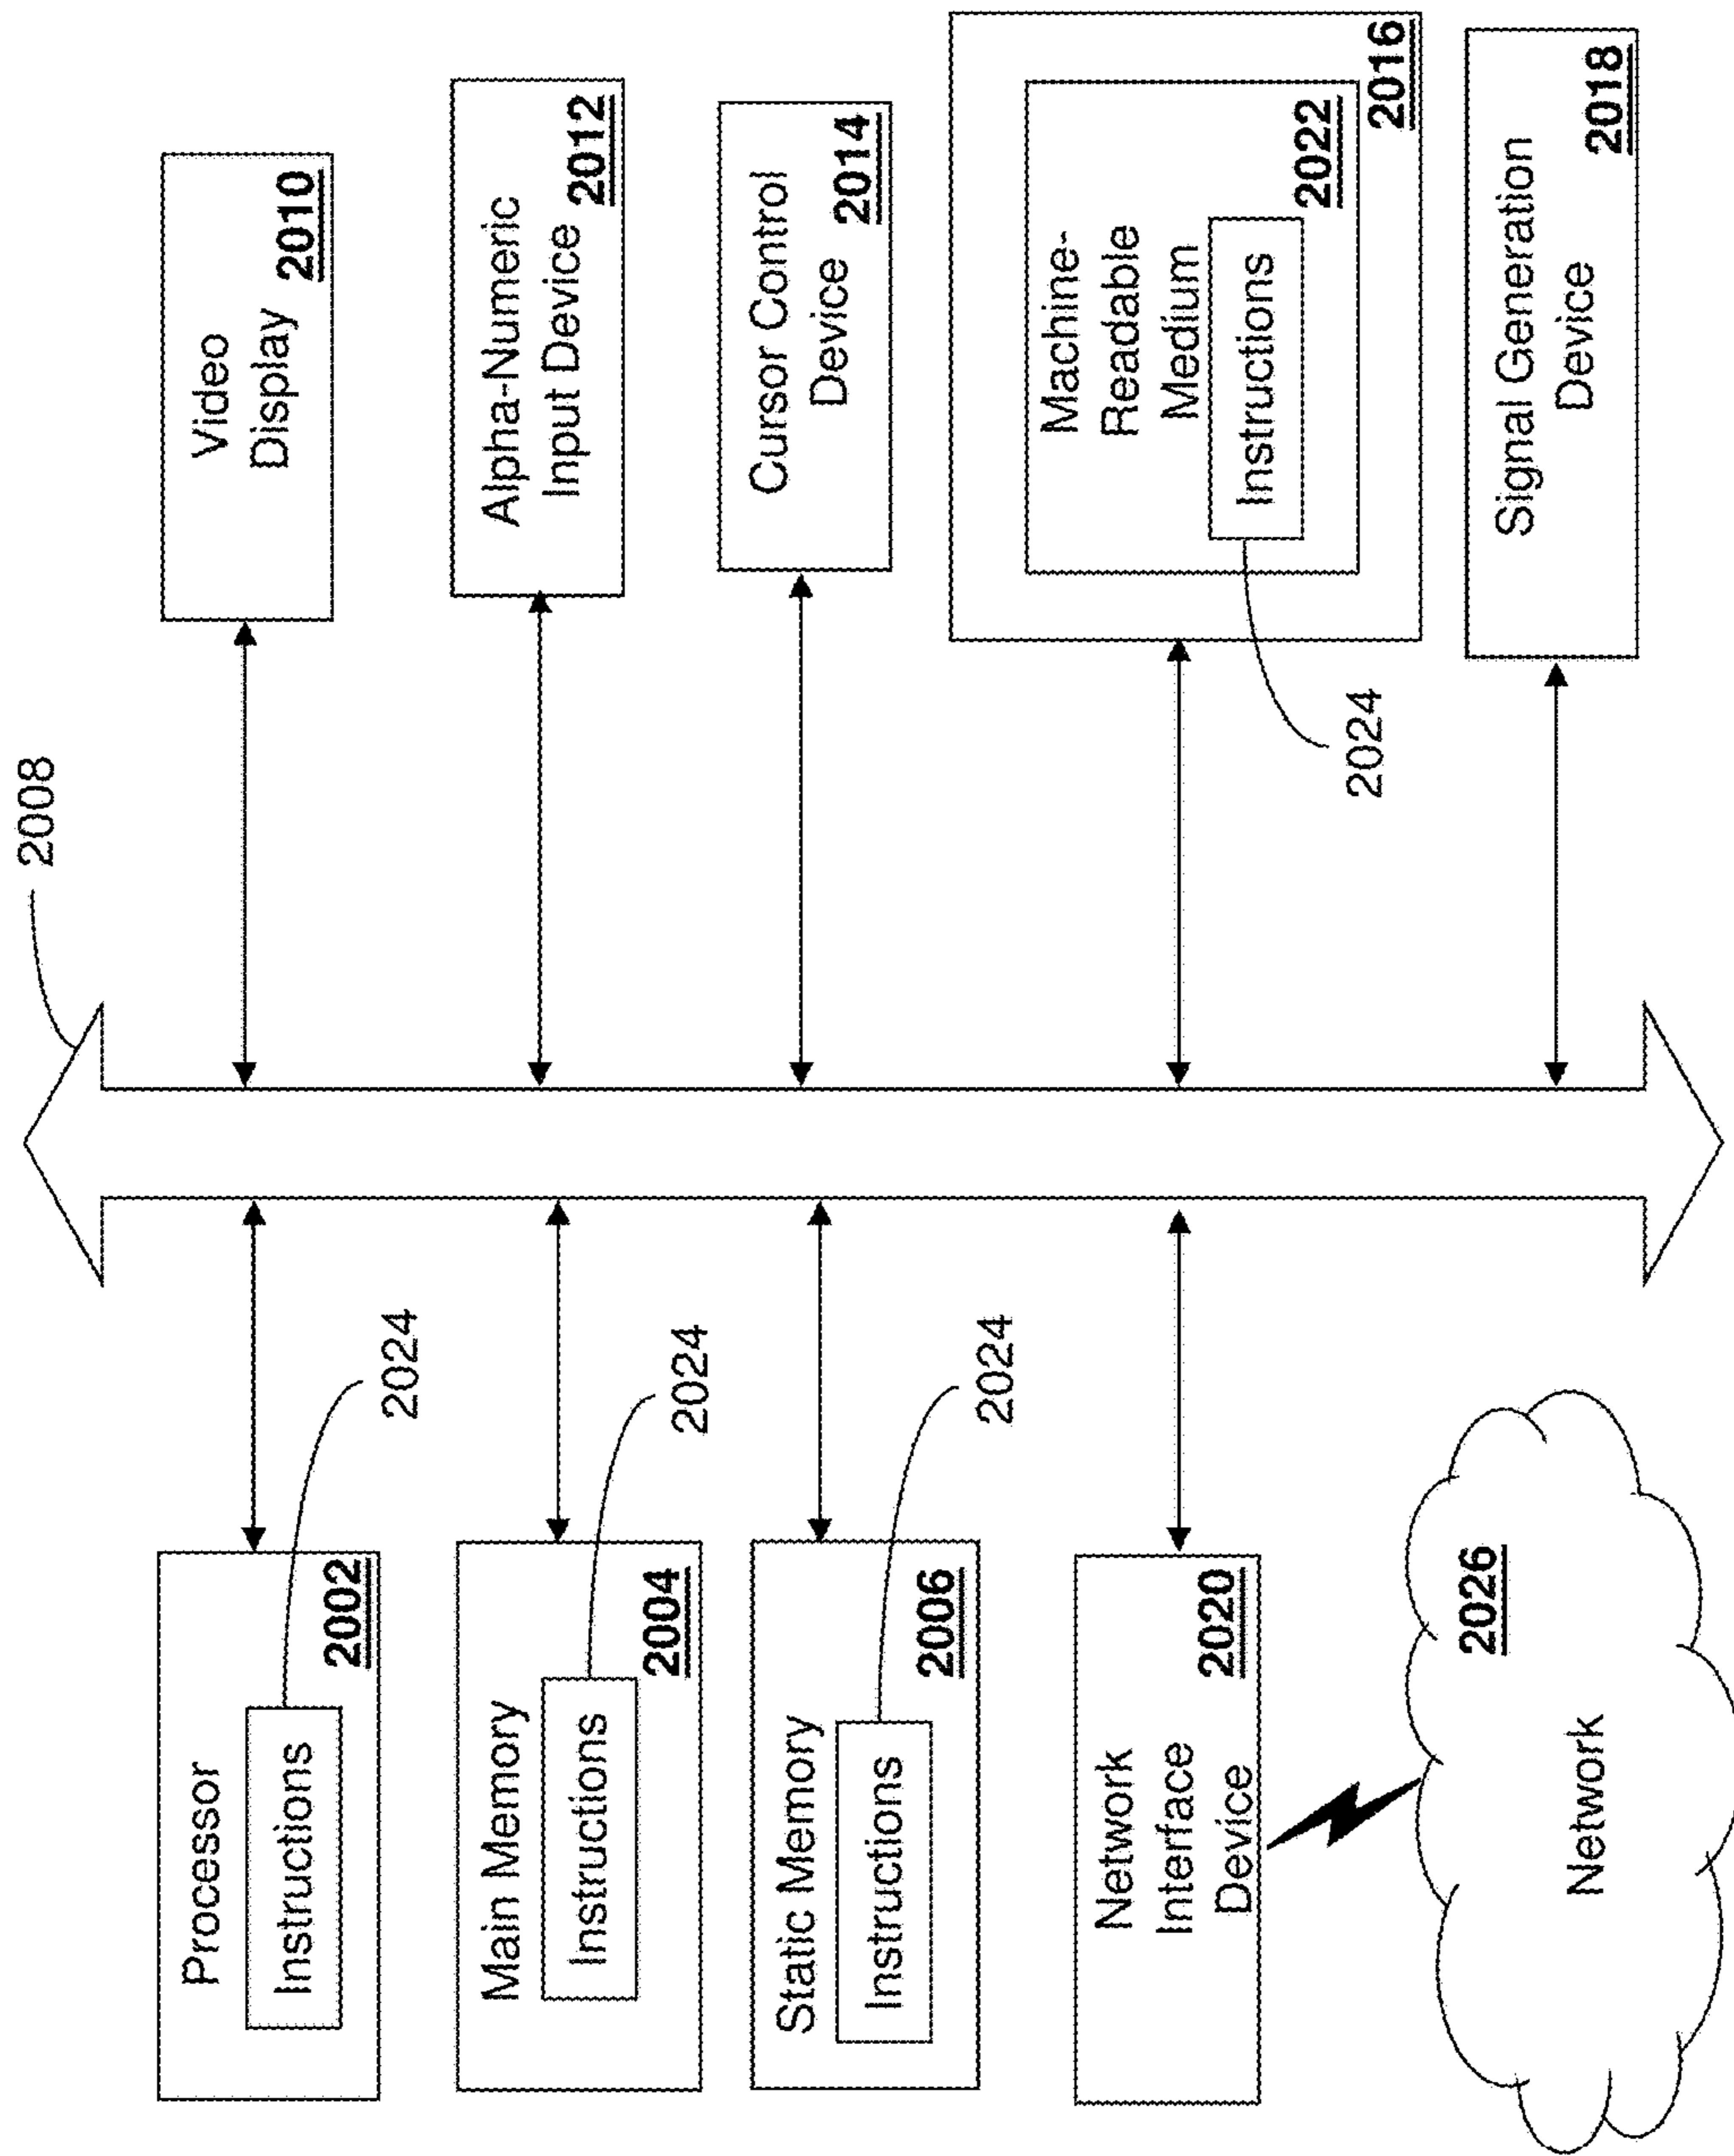 2008
Processor
Instructions
2002
2024
Main Memory
Instructions
2004
2024
Static Memory
Instructions
2006
2024
Network
Interface
Device
2020
2026
Network
Video
Display
2010
Alpha-Numeric
Input Device
2012
Cursor Control
Device
2014
Machine-
Readable
Medium
2022
Instructions
2016
2024
Signal Generation
Device
2018